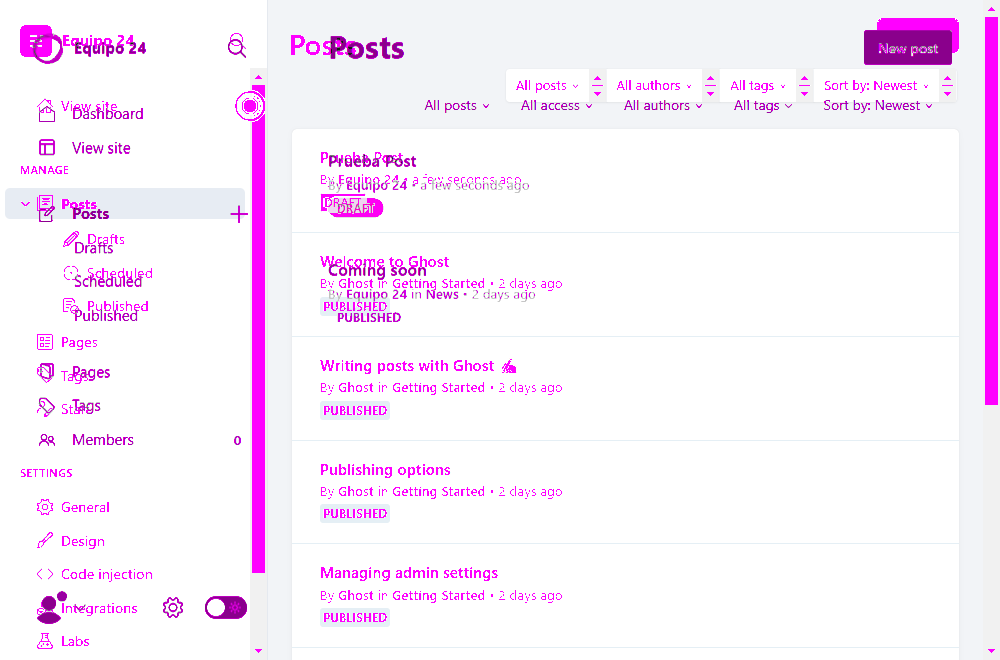 Equipo 24
Equipo 24
View site
Dashboard
View site
MANAGE
Posts
Posts
Drafts
Drafts
Scheduled
Scheduled
Published
Published
Pages
Pages
Tags
Tags
Staff
Members 0
SETTINGS
General
Design
Code injection
Integrations
Labs
Posts
Posts
New post
All posts All authors All tags Sort by: Newest
All posts All access All authors All tags Sort by: Newest
Prueba Post
Prueba Post
By Equipo 24 • a few seconds ago
By Equipo 24 • a few seconds ago
DRAFT
DRAFT
Welcome to Ghost
Coming soon
By Ghost in Getting Started • 2 days ago
By Equipo 24 in News • 2 days ago
PUBLISHED
PUBLISHED
Writing posts with Ghost ✍
By Ghost in Getting Started • 2 days ago
PUBLISHED
Publishing options
By Ghost in Getting Started • 2 days ago
PUBLISHED
Managing admin settings
By Ghost in Getting Started • 2 days ago
PUBLISHED